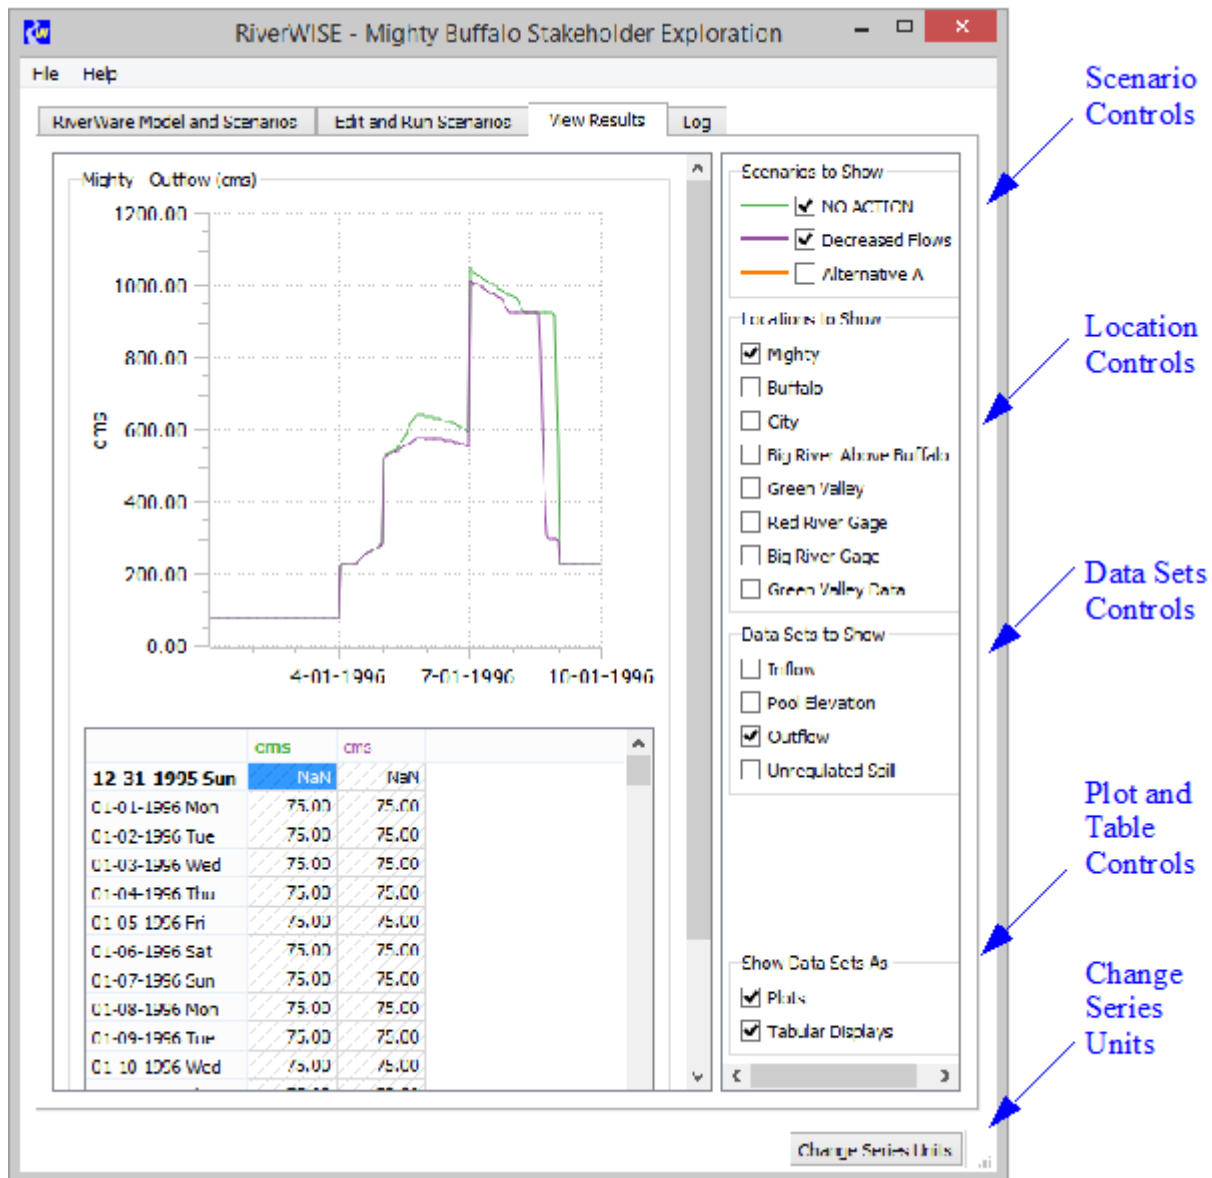 RiverWISE - Mighty Buffalo Stakeholder Exploration
File Help
RiverWare Model and Scenarios Edit and Run Scenarios View Results Log
Mighty Outflow (cms)
1200.00
1000.00
800.00
600.00
400.00
200.00
0.00
cms
4-01-1996 7-01-1996 10-01-1996
cms cms
12 31 1995 Sun NaN NaN
01-01-1996 Mon 75.00 75.00
01-02-1996 Tue 75.00 75.00
01-03-1996 Wed 75.00 75.00
01-04-1996 Thu 75.00 75.00
01 05 1996 Fri 75.00 75.00
01-06-1996 Sat 75.00 75.00
01-07-1996 Sun 75.00 75.00
01-08-1996 Mon 75.00 75.00
01-09-1996 Tue 75.00 75.00
01 10 1996 Wed 75.00 75.00
Scenarios to Show
NO ACTION
Decreased Flows
Alternative A
Locations to Show
Mighty
Buffalo
City
Big River Above Buffalo
Green Valley
Red River Gage
Big River Gage
Green Valley Data
Data Sets to Show
Inflow
Pool Elevation
Outflow
Unregulated Spill
Show Data Sets As
Plots
Tabular Displays
Change Series Units
Scenario
Controls
Location
Controls
Data Sets
Controls
Plot and
Table
Controls
Change
Series
Units